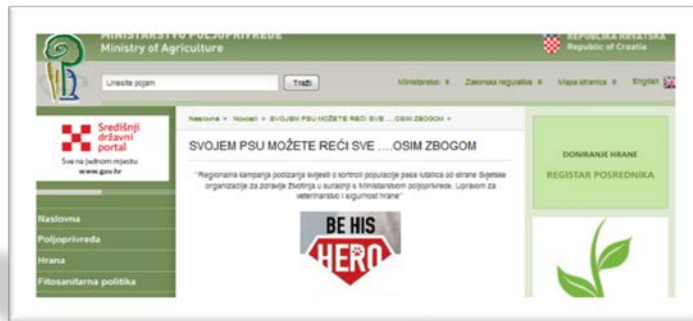 MINISTARSTVO POLJOPRIVREDE
Ministry of Agriculture
REPUBLIKA HRVATSKA
Republic of Croatia
Unesite pojam
Traži
Ministarstvo
Zakonska regulativa
Mapa stranica
English
Središnji
državni
portal
Sve na jednom mjestu
www.gov.hr
Naslovna
Poljoprivreda
Hrana
Fitosanitarna politika
Naslovna > Novosti > SVOJEM PSU MOŽETE REĆI SVE ....OSIM ZBOGOM >
SVOJEM PSU MOŽETE REĆI SVE ....OSIM ZBOGOM
"Regionalna kampanja podizanja svijesti o kontroli populacije pasa lutalica od strane Svjetske
organizacije za zdravlje životinja u suradnji s Ministarstvom poljoprivrede, Upravom za
veterinarstvo i sigurnost hrane"
BE HIS
HERO
DONIRANJE HRANE
REGISTAR POSREDNIKA